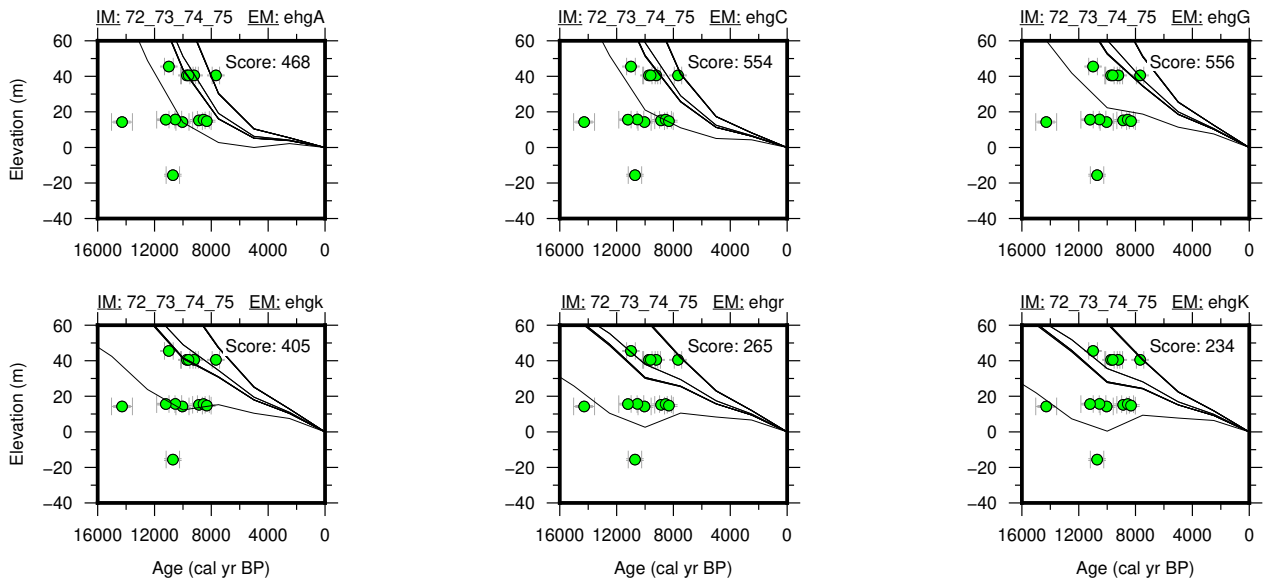 IM: 72_73_74_75 EM: ehgA
IM: 72_73_74_75 EM: ehgC
IM: 72_73_74_75 EM: ehgG
60
40
20
0
−20
−40
Elevation (m)
Score: 468
16000 12000 8000 4000 0
60
40
20
0
−20
−40
Score: 554
16000 12000 8000 4000 0
60
40
20
0
−20
−40
Score: 556
16000 12000 8000 4000 0
IM: 72_73_74_75 EM: ehgk
IM: 72_73_74_75 EM: ehgr
IM: 72_73_74_75 EM: ehgK
60
40
20
0
−20
−40
Elevation (m)
Score: 405
16000 12000 8000 4000 0
Age (cal yr BP)
60
40
20
0
−20
−40
Score: 265
16000 12000 8000 4000 0
Age (cal yr BP)
60
40
20
0
−20
−40
Score: 234
16000 12000 8000 4000 0
Age (cal yr BP)